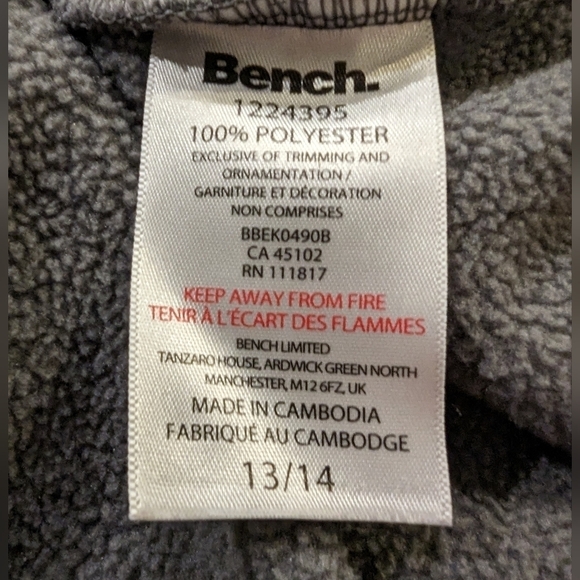 Bench.
1224395
100% POLYESTER
EXCLUSIVE OF TRIMMING AND
ORNAMENTATION /
GARNITURE ET DÉCORATION
NON COMPRISES
BBEK0490B
CA 45102
RN 111817
KEEP AWAY FROM FIRE
TENIR À L'ÉCART DES FLAMMES
BENCH LIMITED
TANZARO HOUSE, ARDWICK GREEN NORTH
MANCHESTER, M12 6FZ, UK
MADE IN CAMBODIA
FABRIQUÉ AU CAMBODGE
13/14